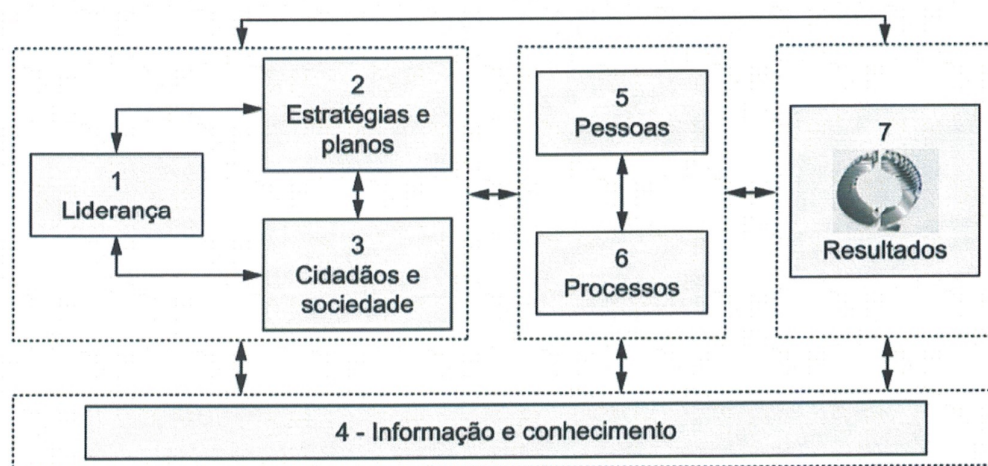 1
Liderança
2
Estratégias e
planos
3
Cidadãos e
sociedade
5
Pessoas
6
Processos
7
Resultados
4 - Informação e conhecimento